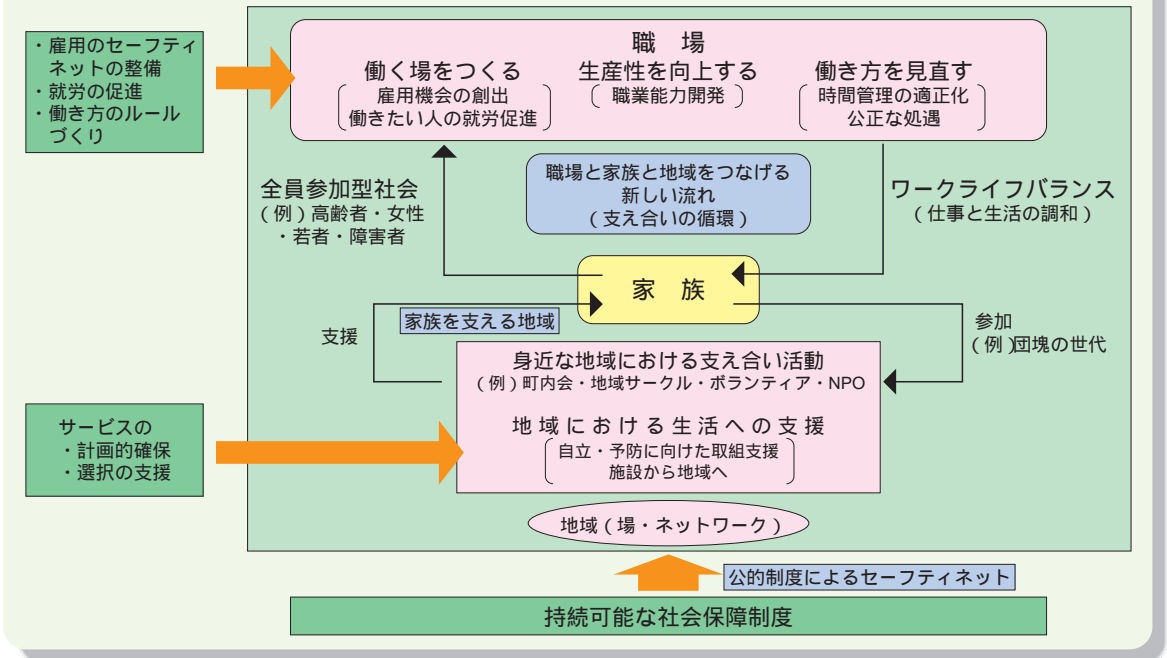 ・雇用のセーフティ
ネットの整備
・就労の促進
・働き方のルール
づくり
職　場
働く場をつくる
雇用機会の創出
働きたい人の就労促進
生産性を向上する
職業能力開発
働き方を見直す
時間管理の適正化
公正な処遇
全員参加型社会
(例)高齢者・女性
・若者・障害者
職場と家族と地域をつなげる
新しい流れ
(支え合いの循環)
ワークライフバランス
(仕事と生活の調和)
家　族
支援
家族を支える地域
参加
(例)団塊の世代
身近な地域における支え合い活動
(例)町内会・地域サークル・ボランティア・NPO
地域における生活への支援
自立・予防に向けた取組支援
施設から地域へ
サービスの
・計画的確保
・選択の支援
地域(場・ネットワーク)
公的制度によるセーフティネット
持続可能な社会保障制度